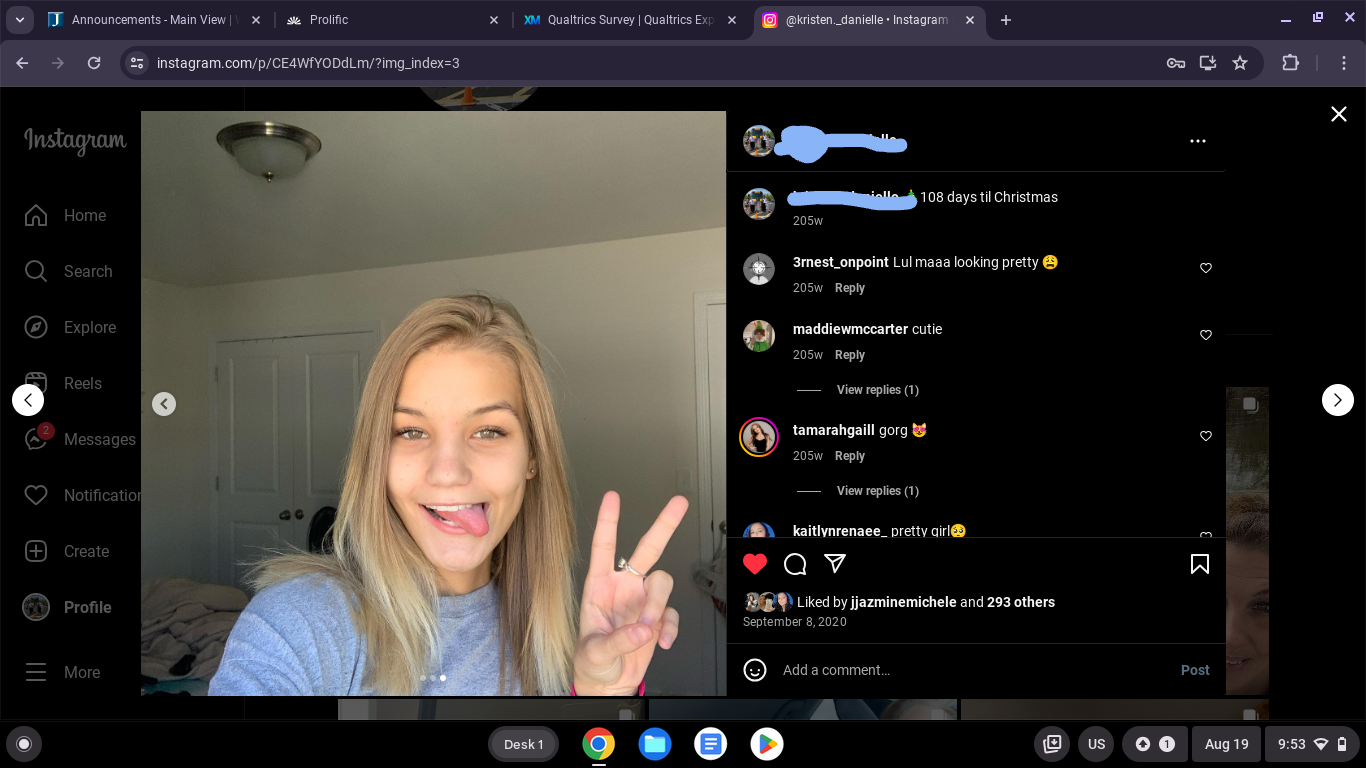 Announcements - Main View |
Prolific
XM Qualtrics Survey | Qualtrics Exp
@kristen._danielle • Instagram
instagram.com/p/CE4WfYODdLm/?img_index=3
Instagram
Home
Search
Explore
Reels
2
Messages
Notification
Create
Profile
More
108 days til Christmas
205w
3rnest_onpoint Lul maaa looking pretty 😩
205w Reply
maddiewmccarter cutie
205w Reply
View replies (1)
tamarahgaill gorg 😻
205w Reply
View replies (1)
kaitlynrenaee_ pretty girl🥺
Liked by jjazminemichele and 293 others
September 8, 2020
Add a comment...
Post
Desk 1
US
1
Aug 19
9:53